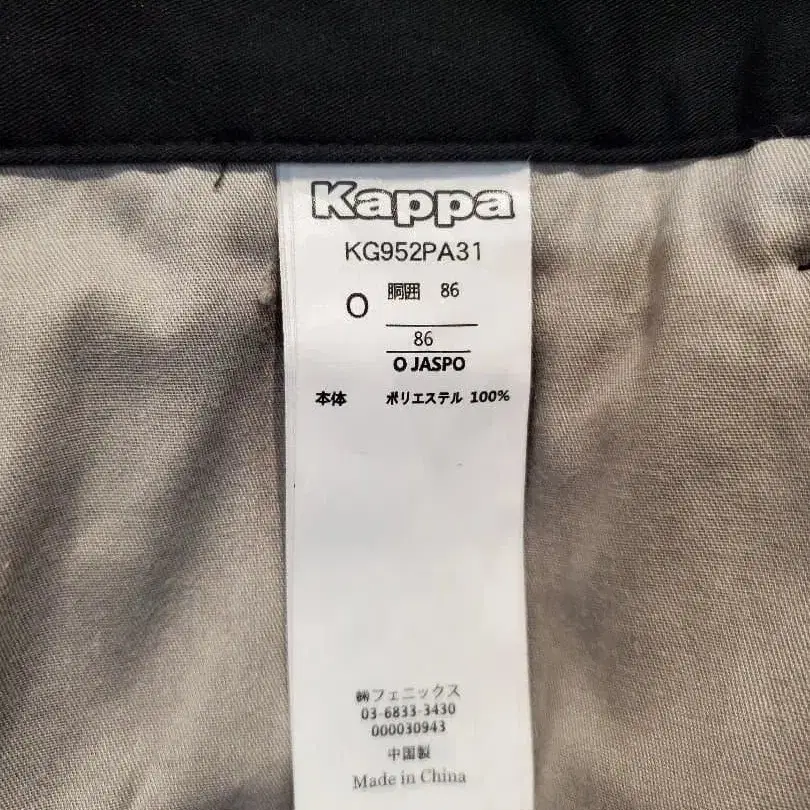 Kappa
KG952PA31
O 胴囲 86
86
O JASPO
本体 ポリエステル 100%
㈱フェニックス
03-6833-3430
000030943
中国製
Made in China